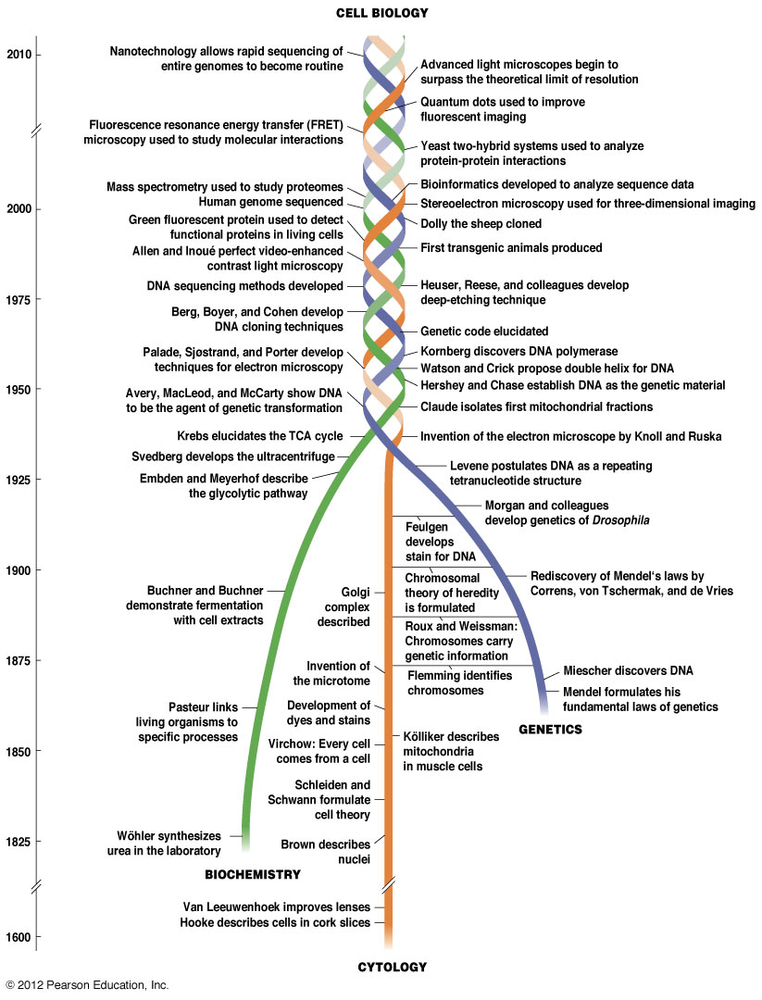 CELL BIOLOGY
2010
Nanotechnology allows rapid sequencing of
entire genomes to become routine
Advanced light microscopes begin to
surpass the theoretical limit of resolution
Quantum dots used to improve
fluorescent imaging
Fluorescence resonance energy transfer (FRET)
microscopy used to study molecular interactions
Yeast two-hybrid systems used to analyze
protein-protein interactions
Mass spectrometry used to study proteomes
Human genome sequenced
Bioinformatics developed to analyze sequence data
2000
Stereoelectron microscopy used for three-dimensional imaging
Green fluorescent protein used to detect
functional proteins in living cells
Dolly the sheep cloned
Allen and Inoué perfect video-enhanced
contrast light microscopy
First transgenic animals produced
DNA sequencing methods developed
Heuser, Reese, and colleagues develop
deep-etching technique
1975
Berg, Boyer, and Cohen develop
DNA cloning techniques
Genetic code elucidated
Palade, Sjøstrand, and Porter develop
techniques for electron microscopy
Kornberg discovers DNA polymerase
Watson and Crick propose double helix for DNA
Hershey and Chase establish DNA as the genetic material
1950
Avery, MacLeod, and McCarty show DNA
to be the agent of genetic transformation
Claude isolates first mitochondrial fractions
Krebs elucidates the TCA cycle
Invention of the electron microscope by Knoll and Ruska
Svedberg develops the ultracentrifuge
Levene postulates DNA as a repeating
tetranucleotide structure
1925
Embden and Meyerhof describe
the glycolytic pathway
Morgan and colleagues
develop genetics of Drosophila
Feulgen
develops
stain for DNA
1900
Chromosomal
theory of heredity
is formulated
Rediscovery of Mendel's laws by
Correns, von Tschermak, and de Vries
Buchner and Buchner
demonstrate fermentation
with cell extracts
Golgi
complex
described
Roux and Weissman:
Chromosomes carry
genetic information
1875
Invention of
the microtome
Flemming identifies
chromosomes
Miescher discovers DNA
Mendel formulates his
fundamental laws of genetics
Pasteur links
living organisms to
specific processes
Development of
dyes and stains
GENETICS
1850
Virchow: Every cell
comes from a cell
Kölliker describes
mitochondria
in muscle cells
Schleiden and
Schwann formulate
cell theory
1825
Wöhler synthesizes
urea in the laboratory
Brown describes
nuclei
BIOCHEMISTRY
Van Leeuwenhoek improves lenses
Hooke describes cells in cork slices
1600
CYTOLOGY
© 2012 Pearson Education, Inc.